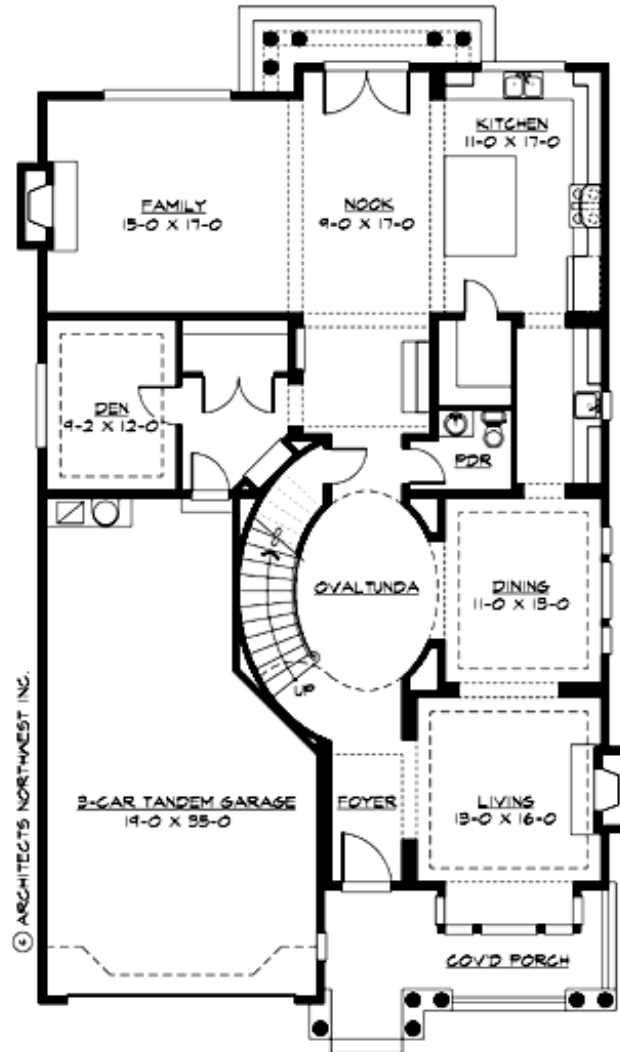 KITCHEN
11-0 X 17-0
FAMILY
15-0 X 17-0
NOOK
9-0 X 17-0
DEN
9-2 X 12-0
PDR
OVALTUNDA
DINING
11-0 X 13-0
UP
3-CAR TANDEM GARAGE
19-0 X 35-0
FOYER
LIVING
13-0 X 16-0
COV'D PORCH
© ARCHITECTS NORTHWEST INC.